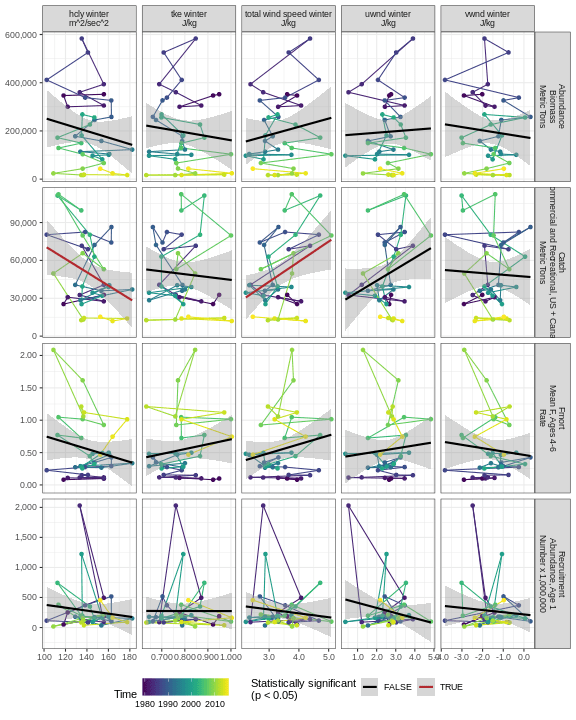 hcly winter
m^2/sec^2
tke winter
J/kg
total wind speed winter
J/kg
uwnd winter
J/kg
vwnd winter
J/kg
600,000
400,000
200,000
0
Abundance
Biomass
Metric Tons
90,000
60,000
30,000
0
Catch
ommercial and Recreational, US + Cana
Metric Tons
2.00
1.50
1.00
0.50
0.00
Fmort
Mean F, Ages 4-6
Rate
2,000
1,500
1,000
500
0
Recruitment
Abundance, Age 1
Number x 1,000,000
100 120 140 160 180
0.700 0.800 0.900 1.000
3.0 4.0 5.0
1.0 2.0 3.0 4.0 5.0
-4.0 -3.0 -2.0 -1.0 0.0
Time
1980 1990 2000 2010
Statistically significant
(p < 0.05)
FALSE
TRUE